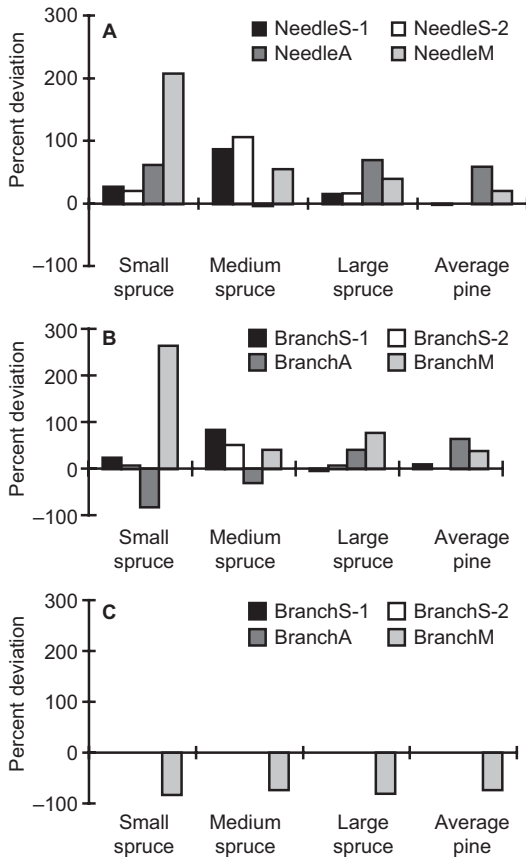 A
NeedleS-1 NeedleS-2
NeedleA NeedleM
Percent deviation
300
200
100
0
–100
Small spruce Medium spruce Large spruce Average pine
B
BranchS-1 BranchS-2
BranchA BranchM
Percent deviation
300
200
100
0
–100
Small spruce Medium spruce Large spruce Average pine
C
BranchS-1 BranchS-2
BranchA BranchM
Percent deviation
300
200
100
0
–100
Small spruce Medium spruce Large spruce Average pine